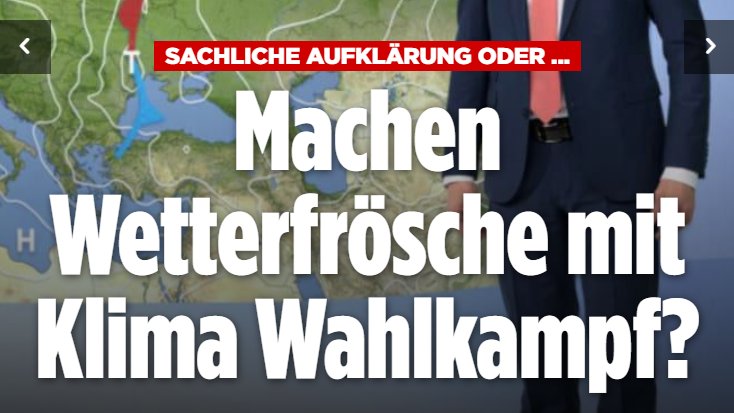 SACHLICHE AUFKLÄRUNG ODER ...
T
Machen
Wetterfrösche mit
H
Klima Wahlkampf?